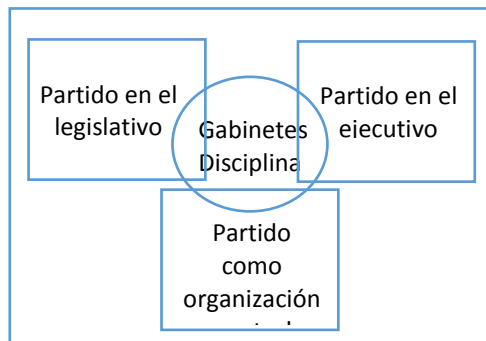 Partido en el
legislativo
Gabinetes
Disciplina
Partido en el
ejecutivo
Partido
como
organización